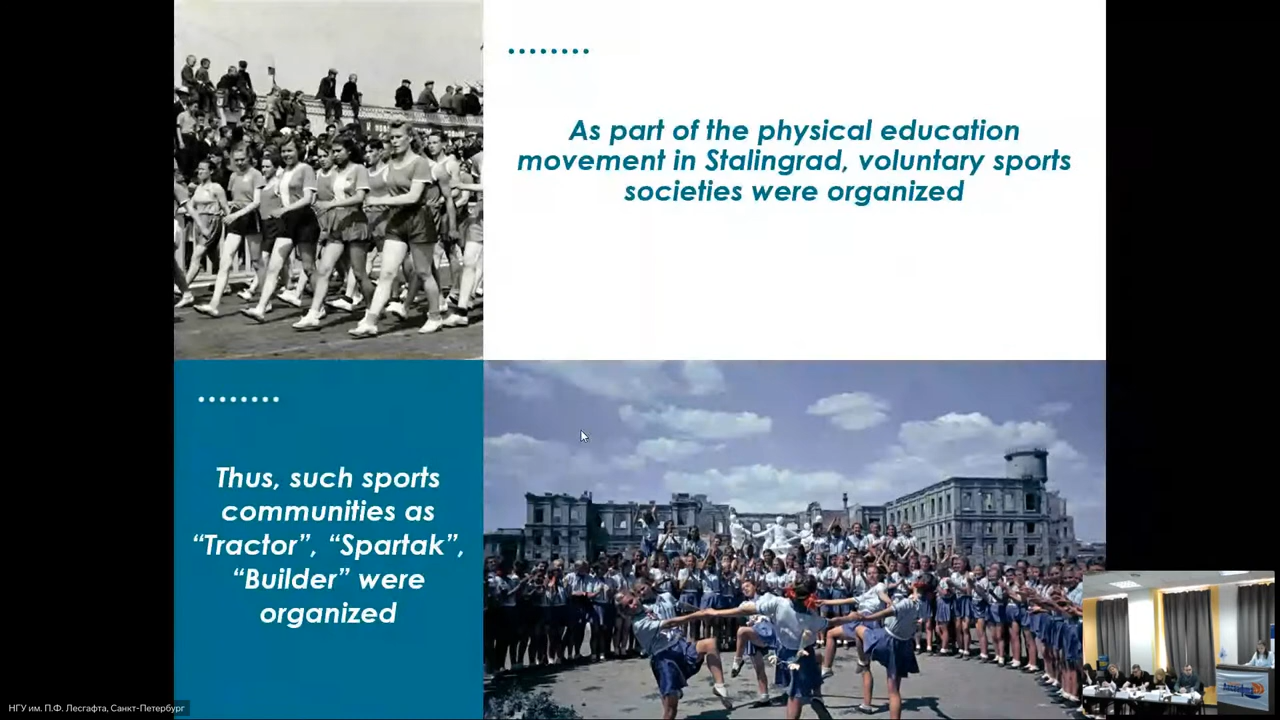 As part of the physical education
movement in Stalingrad, voluntary sports
societies were organized
Thus, such sports
communities as
“Tractor”, “Spartak”,
“Builder” were
organized
НГУ им. П.Ф. Лесгафта, Санкт-Петербург